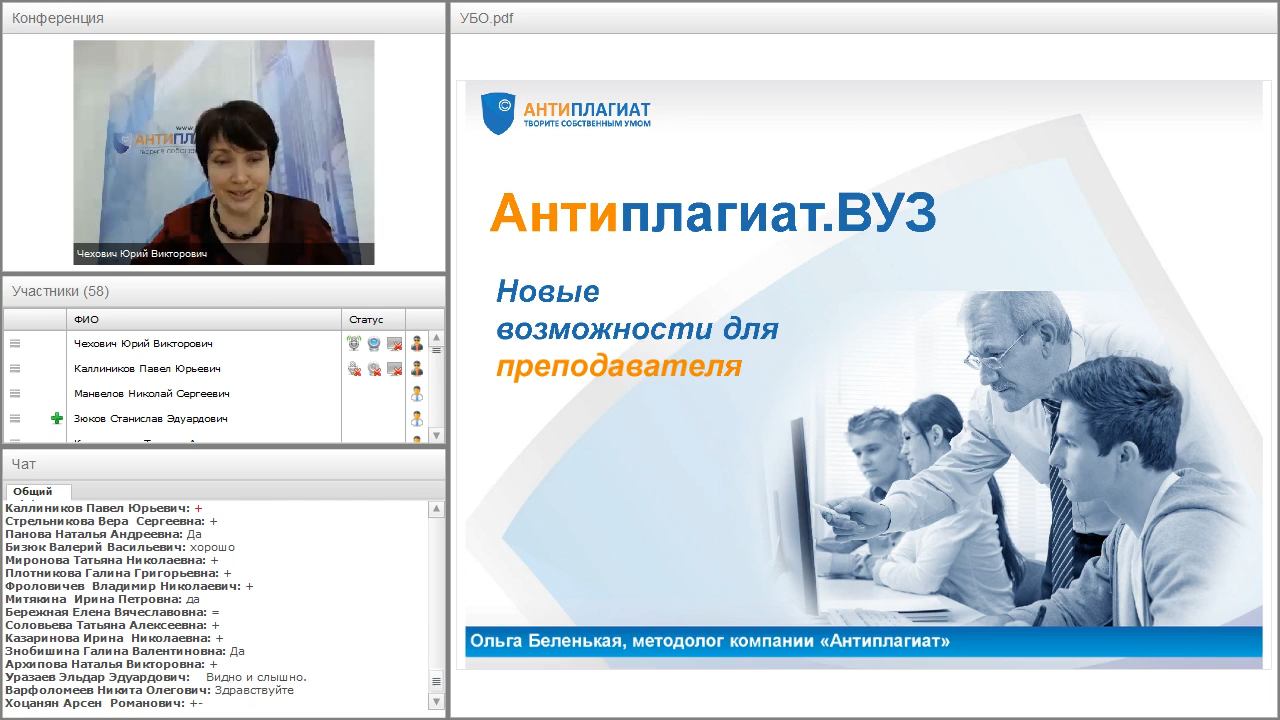 Конференция
www.
АНТИПЛ
Чехович Юрий Викторович
Участники (58)
ФИО
Статус
Чехович Юрий Викторович
Каллиников Павел Юрьевич
Манвелов Николай Сергеевич
Зюков Станислав Эдуардович
Чат
Общий
Каллиников Павел Юрьевич: +
Стрельникова Вера Сергеевна: +
Панова Наталья Андреевна: Да
Бизюк Валерий Васильевич: хорошо
Миронова Татьяна Николаевна: +
Плотникова Галина Григорьевна: +
Фроловичев Владимир Николаевич: +
Митякина Ирина Петровна: да
Бережная Елена Вячеславовна: =
Соловьева Татьяна Алексеевна: +
Казаринова Ирина Николаевна: +
Знобишина Галина Валентиновна: Да
Архипова Наталья Викторовна: +
Уразаев Эльдар Эдуардович: Видно и слышно.
Варфоломеев Никита Олегович: Здравствуйте
Хоцанян Арсен Романович: +-
УБО.pdf
©
АНТИПЛАГИАТ
ТВОРИТЕ СОБСТВЕННЫМ УМОМ
Антиплагиат.ВУЗ
Новые
возможности для
преподавателя
Ольга Беленькая, методолог компании «Антиплагиат»